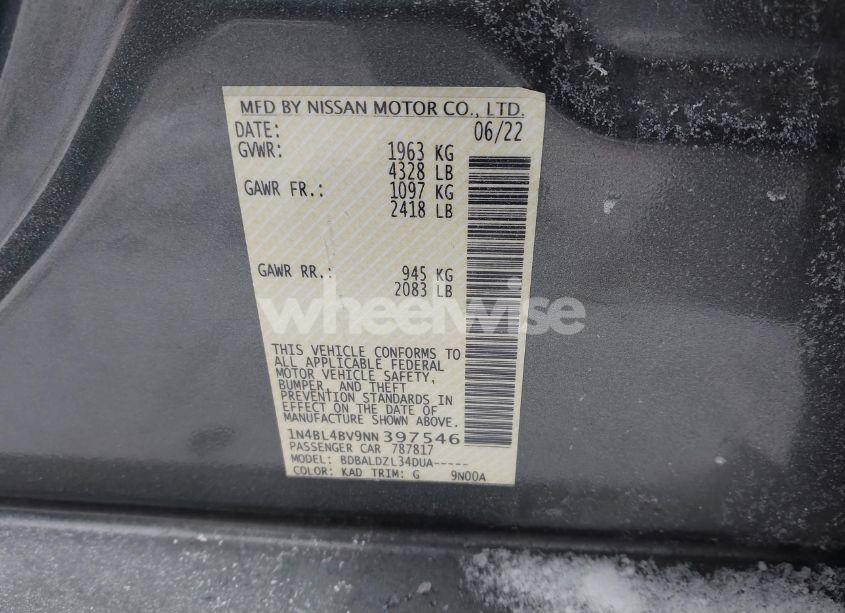 MFD BY NISSAN MOTOR CO., LTD.
DATE: 06/22
GVWR: 1963 KG
4328 LB
GAWR FR.: 1097 KG
2418 LB
GAWR RR.: 945 KG
2083 LB
wheelwise
THIS VEHICLE CONFORMS TO
ALL APPLICABLE FEDERAL
MOTOR VEHICLE SAFETY,
BUMPER, AND THEFT
PREVENTION STANDARDS IN
EFFECT ON THE DATE OF
MANUFACTURE SHOWN ABOVE.
1N4BL4BV9NN397546
PASSENGER CAR 787817
MODEL: BDBALDZL34DUA-----
COLOR: KAD TRIM: G 9N00A